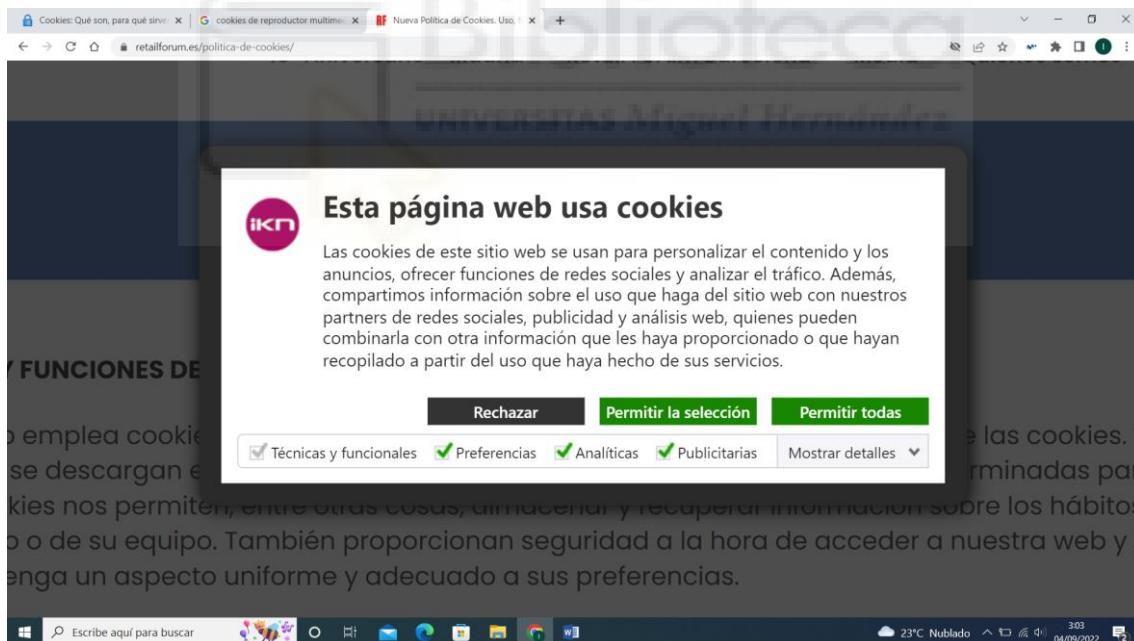 Cookies: Qué son, para qué sirve
cookies de reproductor multime
RF Nueva Política de Cookies. Uso,
retailforum.es/politica-de-cookies/
Biblioteca
UNIVERSITAS Miguel Hernández
ikn
Esta página web usa cookies
Las cookies de este sitio web se usan para personalizar el contenido y los
anuncios, ofrecer funciones de redes sociales y analizar el tráfico. Además,
compartimos información sobre el uso que haga del sitio web con nuestros
partners de redes sociales, publicidad y análisis web, quienes pueden
combinarla con otra información que les haya proporcionado o que hayan
recopilado a partir del uso que haya hecho de sus servicios.
Rechazar Permitir la selección Permitir todas
Técnicas y funcionales Preferencias Analíticas Publicitarias Mostrar detalles
Y FUNCIONES DE
o emplea cookie e las cookies.
se descargan e rminadas pa
kies nos permiten, entre otras cosas, almacenar y recuperar información sobre los hábitos
o o de su equipo. También proporcionan seguridad a la hora de acceder a nuestra web y
enga un aspecto uniforme y adecuado a sus preferencias.
Escribe aquí para buscar
23°C Nublado
3:03
04/09/2022